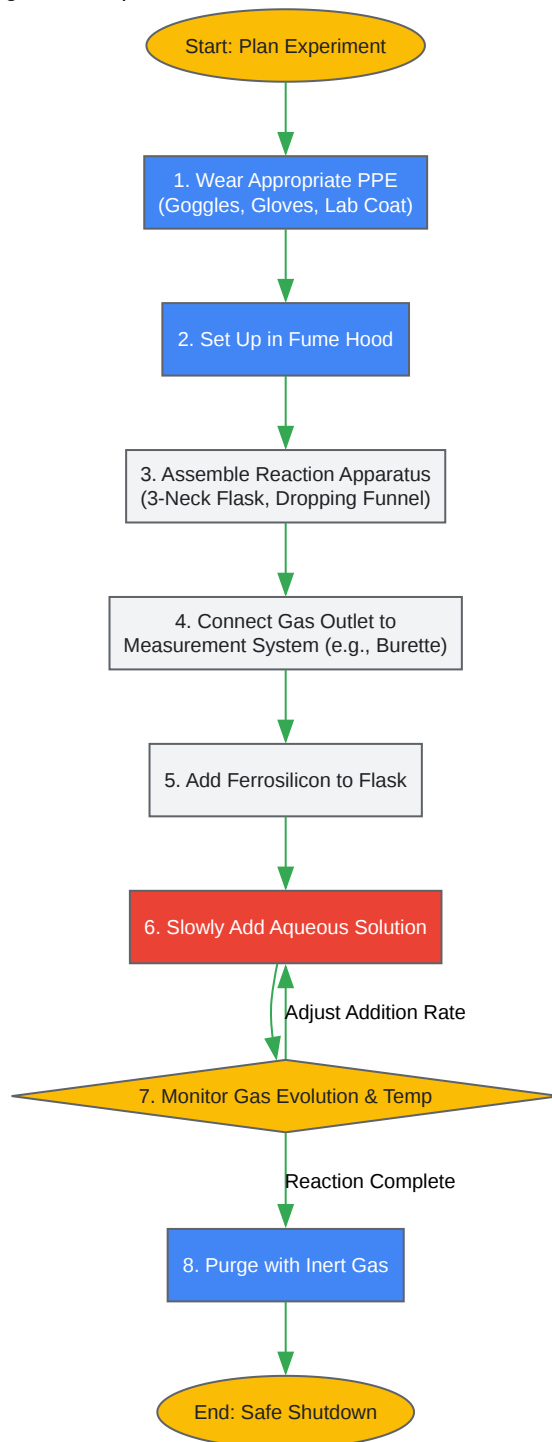 Start: Plan Experiment
1. Wear Appropriate PPE
(Goggles, Gloves, Lab Coat)
2. Set Up in Fume Hood
3. Assemble Reaction Apparatus
(3-Neck Flask, Dropping Funnel)
4. Connect Gas Outlet to
Measurement System (e.g., Burette)
5. Add Ferrosilicon to Flask
6. Slowly Add Aqueous Solution
Adjust Addition Rate
7. Monitor Gas Evolution & Temp
Reaction Complete
8. Purge with Inert Gas
End: Safe Shutdown